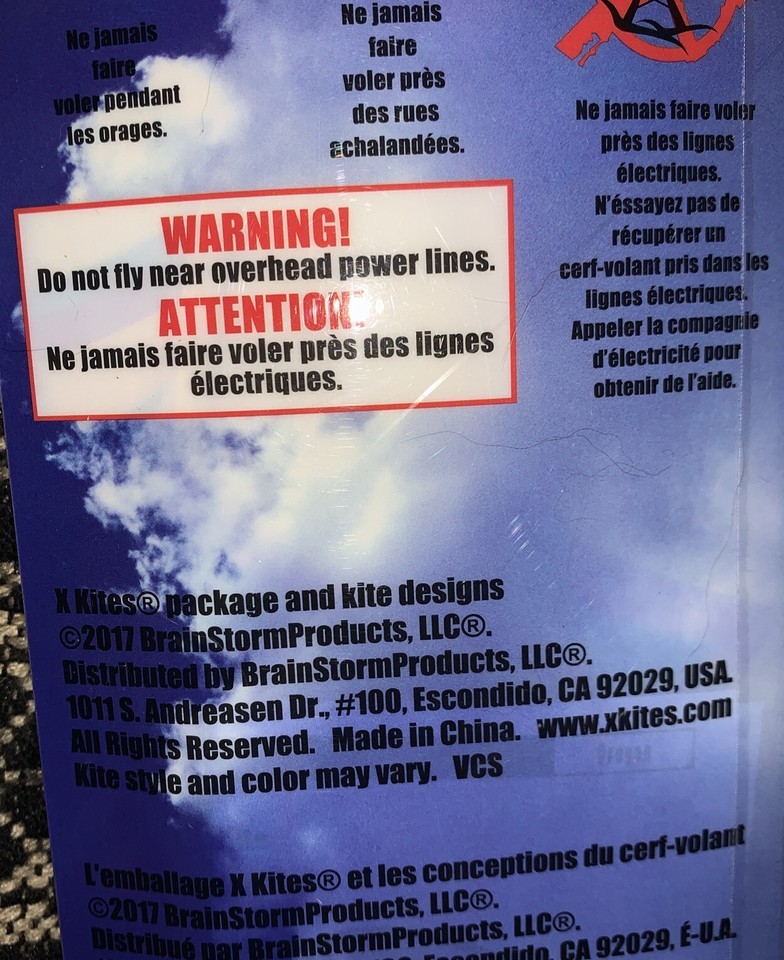 Ne jamais
faire
voler pendant
les orages.
Ne jamais
faire
voler près
des rues
achalandées.
Ne jamais faire voler
près des lignes
électriques.
N'éssayez pas de
récupérer un
cerf-volant pris dans les
lignes électriques.
Appeler la compagnie
d'électricité pour
obtenir de l'aide.
WARNING!
Do not fly near overhead power lines.
ATTENTION!
Ne jamais faire voler près des lignes
électriques.
X Kites® package and kite designs
©2017 BrainStormProducts, LLC®.
Distributed by BrainStormProducts, LLC®.
1011 S. Andreasen Dr., #100, Escondido, CA 92029, USA.
All Rights Reserved. Made in China. www.xkites.com
Kite style and color may vary. VCS
L'emballage X Kites® et les conceptions du cerf-volant
©2017 BrainStormProducts, LLC®.
Distribué par BrainStormProducts, LLC®.
Escondido, CA 92029, É-U.A.